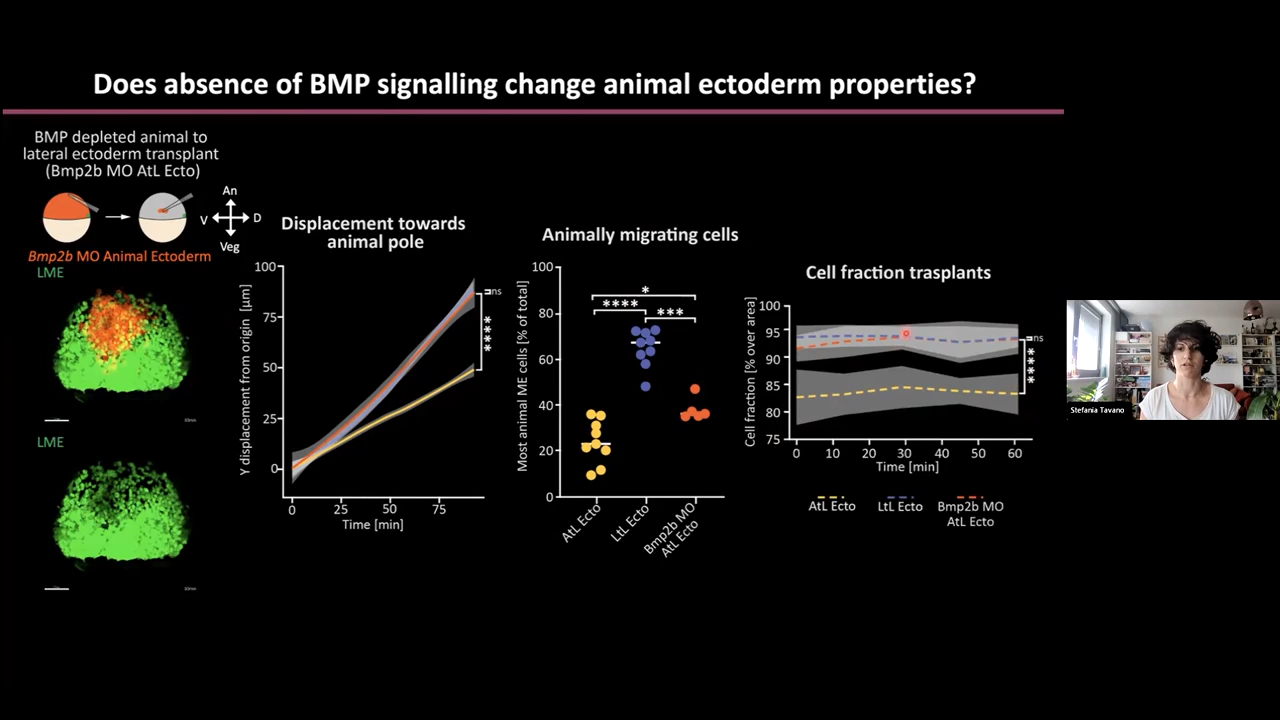 Does absence of BMP signalling change animal ectoderm properties?
BMP depleted animal to
lateral ectoderm transplant
(Bmp2b MO AtL Ecto)
An
V
D
Veg
Bmp2b MO Animal Ectoderm
LME
LME
Displacement towards
animal pole
Y displacement from origin [µm]
100
75
50
25
0
0
25
50
75
Time [min]
ns
****
Animally migrating cells
Most animal ME cells [% of total]
100
80
60
40
20
0
*
****
***
AtL Ecto
LtL Ecto
Bmp2b MO
AtL Ecto
Cell fraction trasplants
Cell fraction [% over area]
100
95
90
85
80
75
0
10
20
30
40
50
60
Time [min]
ns
****
AtL Ecto
LtL Ecto
Bmp2b MO
AtL Ecto
Stefania Tavano